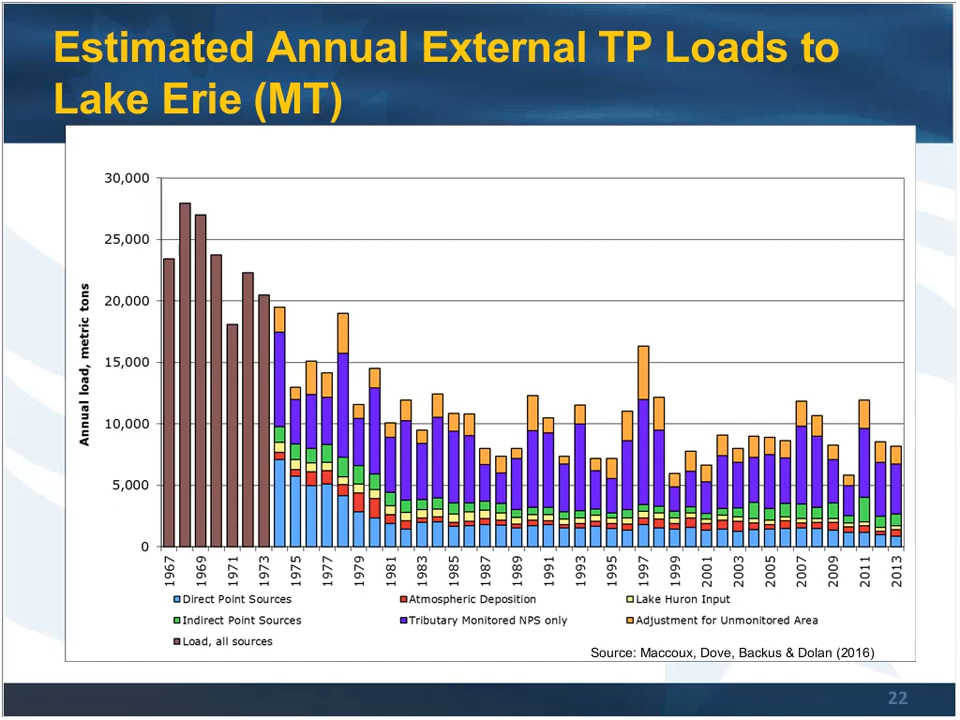 Estimated Annual External TP Loads to
Lake Erie (MT)
30,000
25,000
20,000
15,000
10,000
5,000
0
Annual load, metric tons
1967
1969
1971
1973
1975
1977
1979
1981
1983
1985
1987
1989
1991
1993
1995
1997
1999
2001
2003
2005
2007
2009
2011
2013
Direct Point Sources
Atmospheric Deposition
Lake Huron Input
Indirect Point Sources
Tributary Monitored NPS only
Adjustment for Unmonitored Area
Load, all sources
Source: Maccoux, Dove, Backus & Dolan (2016)
22